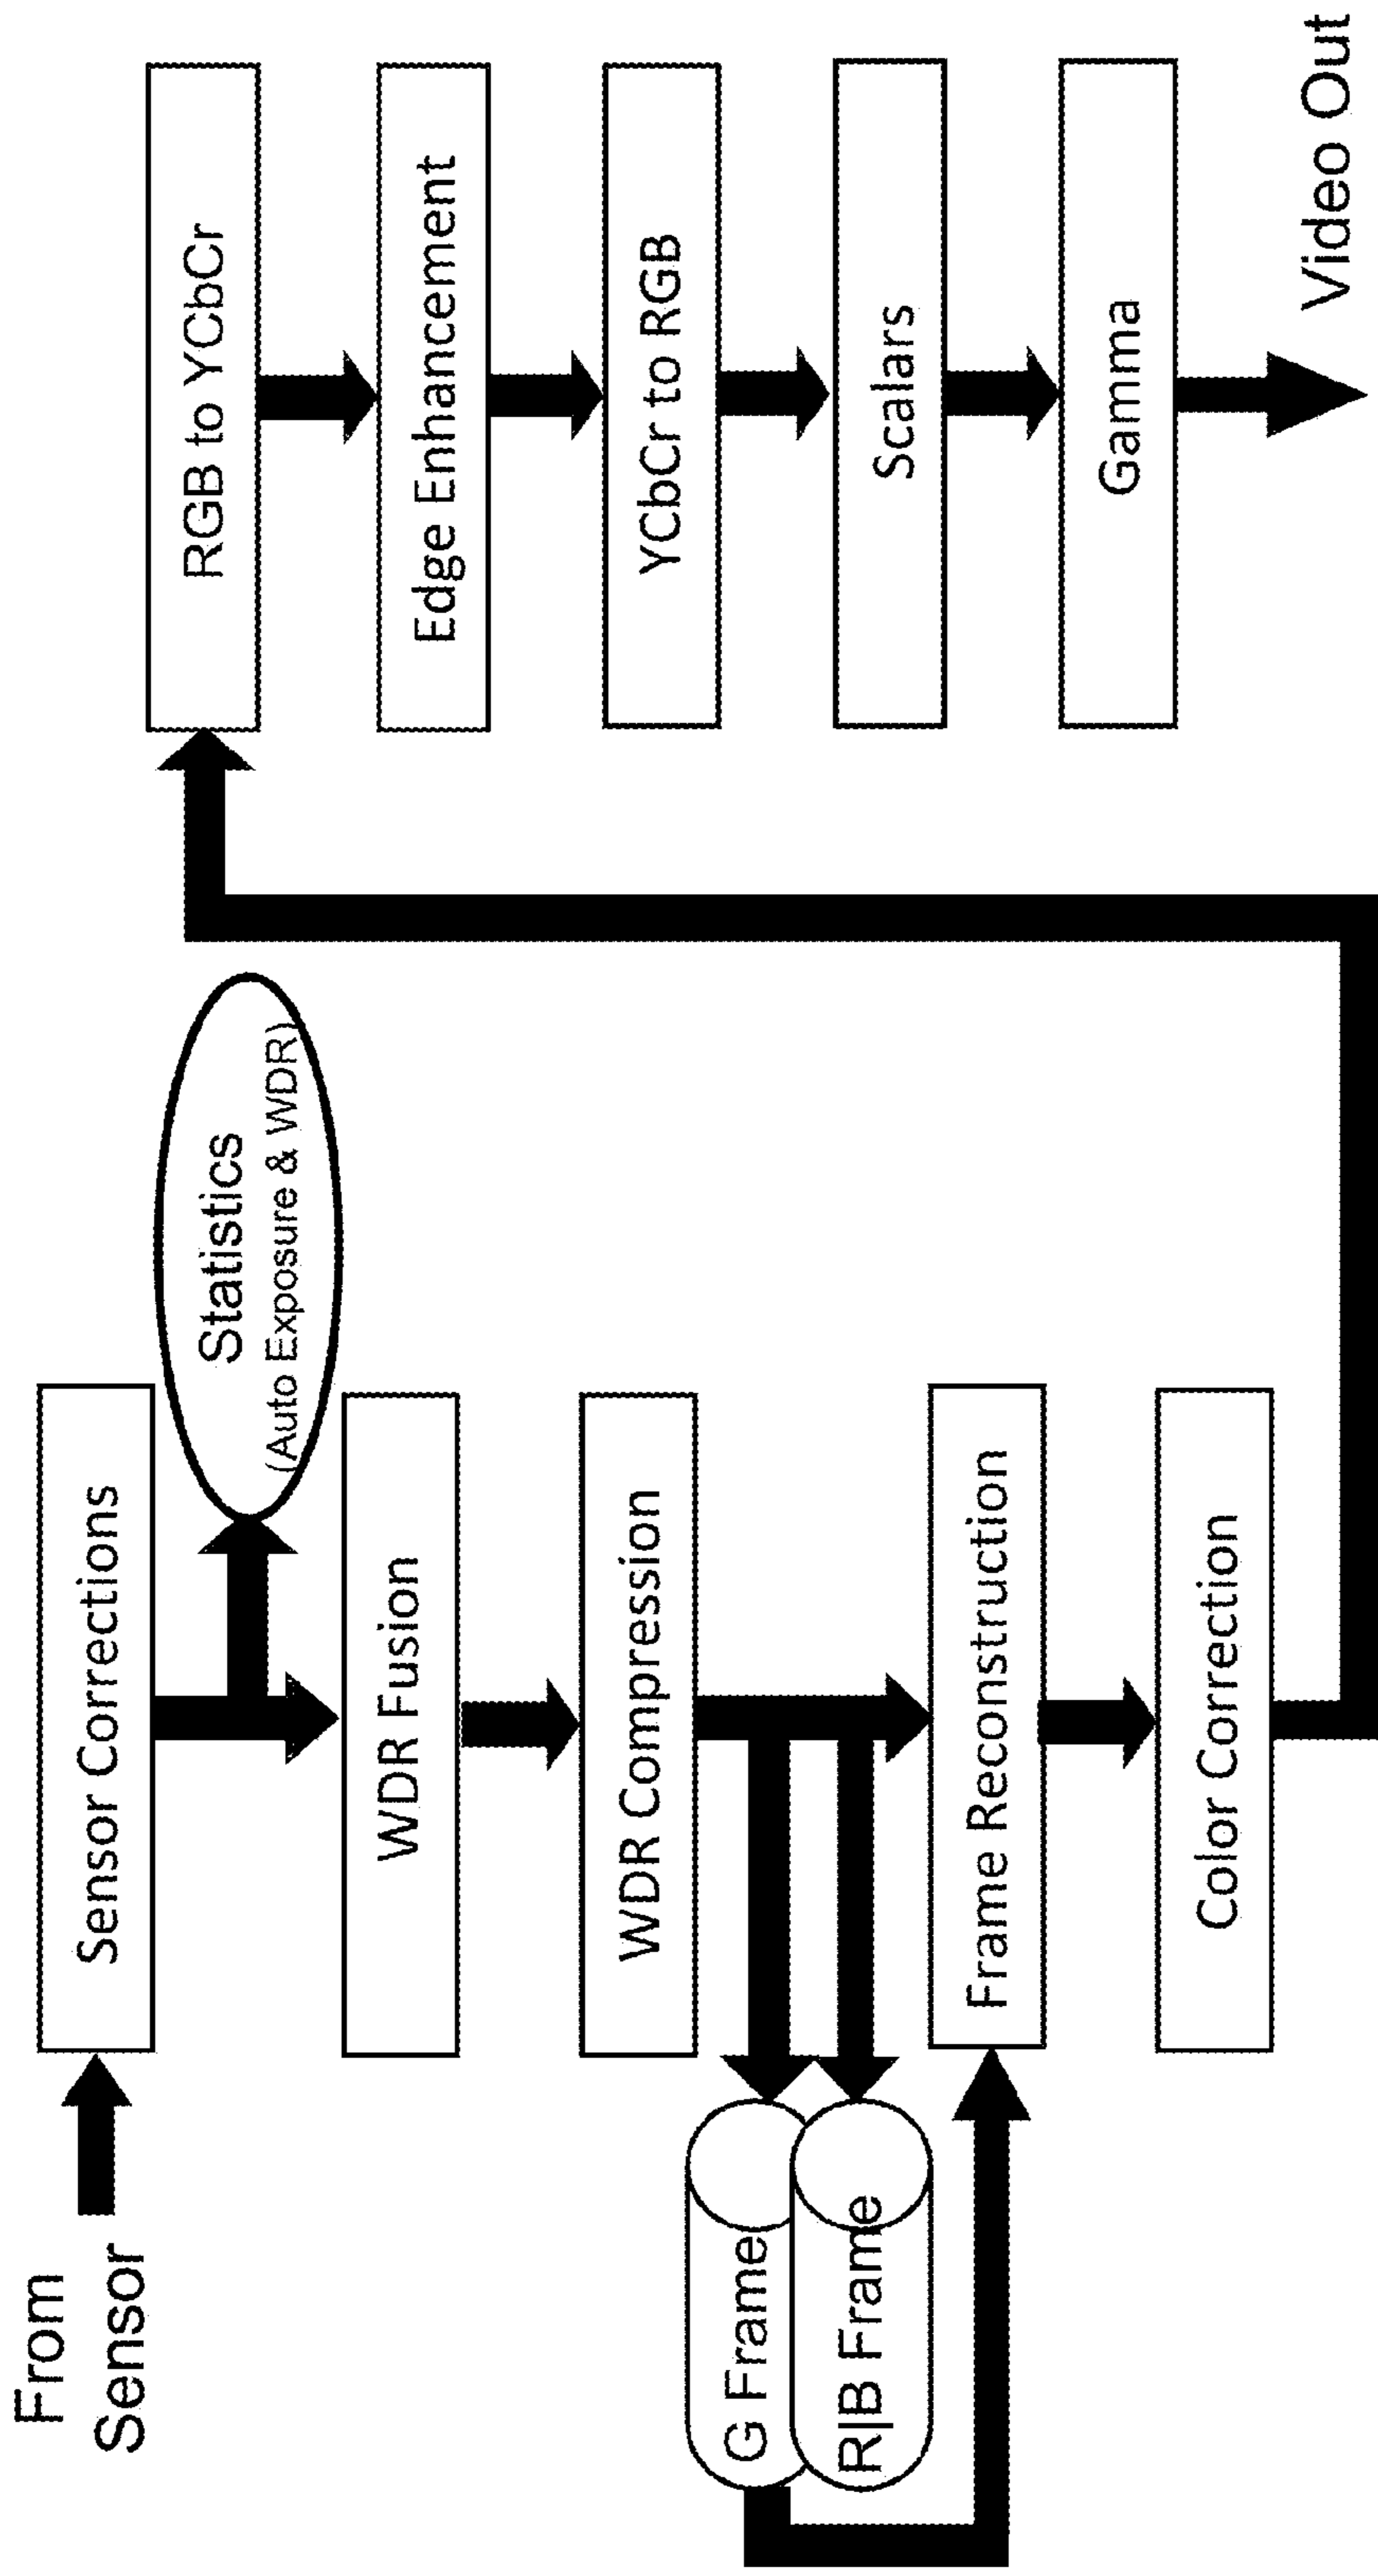 From
Sensor
Sensor Corrections
Statistics
(Auto Exposure & WDR)
WDR Fusion
WDR Compression
G Frame
R|B Frame
Frame Reconstruction
Color Correction
RGB to YCbCr
Edge Enhancement
YCbCr to RGB
Scalars
Gamma
Video Out